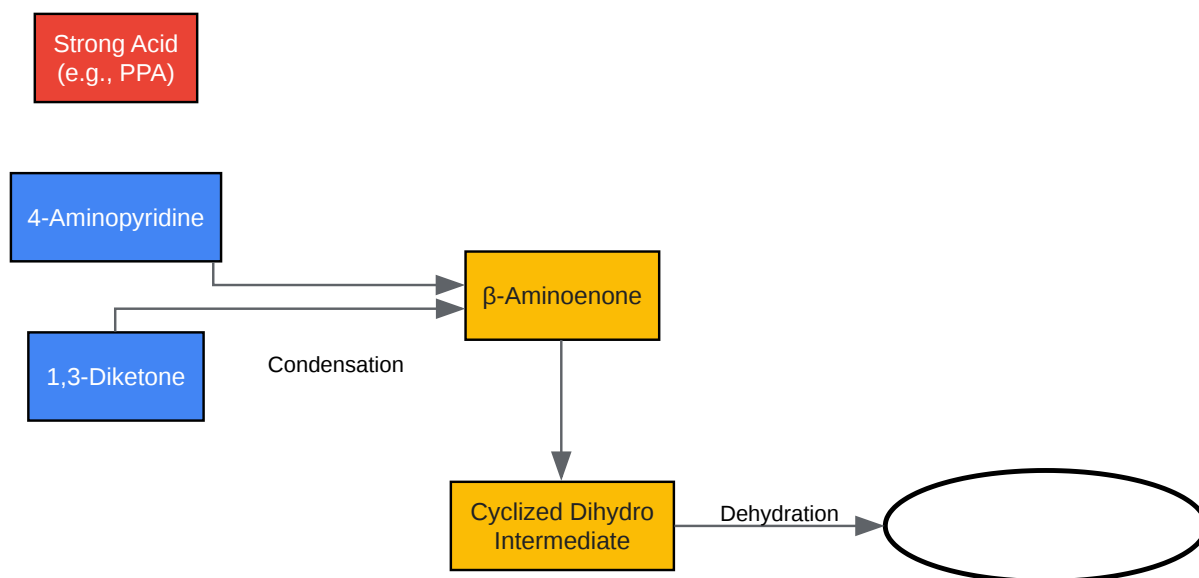 Strong Acid
(e.g., PPA)
4-Aminopyridine
β-Aminoenone
1,3-Diketone
Condensation
Cyclized Dihydro
Intermediate
Dehydration